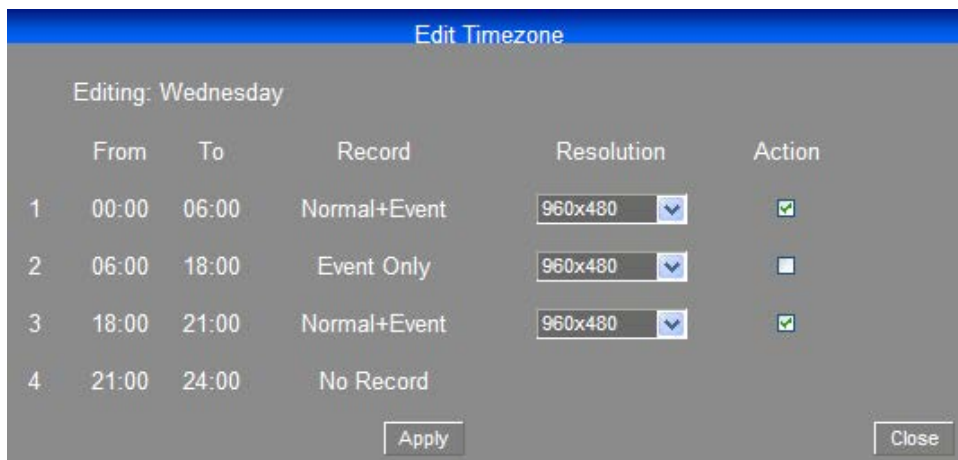 Edit Timezone
Editing: Wednesday
From To Record Resolution Action
1 00:00 06:00 Normal+Event 960x480
2 06:00 18:00 Event Only 960x480
3 18:00 21:00 Normal+Event 960x480
4 21:00 24:00 No Record
Apply Close